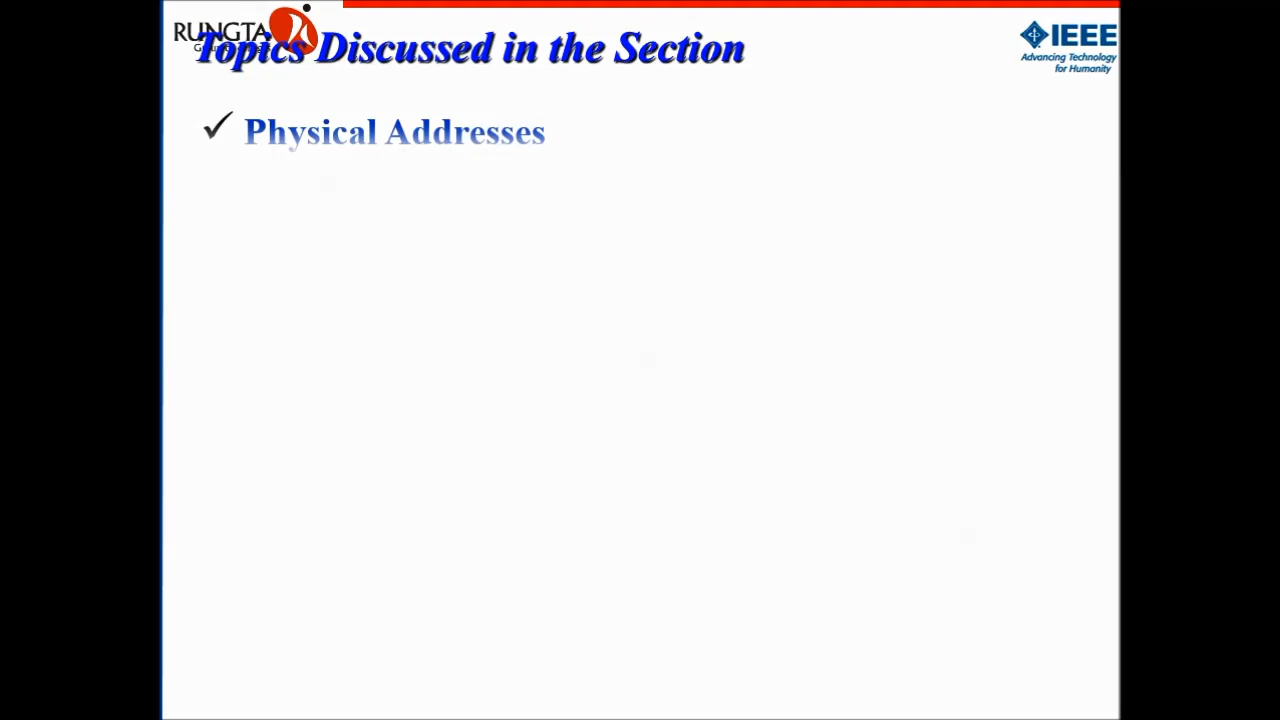 RUNGTA
Topics Discussed in the Section
IEEE
Advancing Technology
for Humanity
✓ Physical Addresses